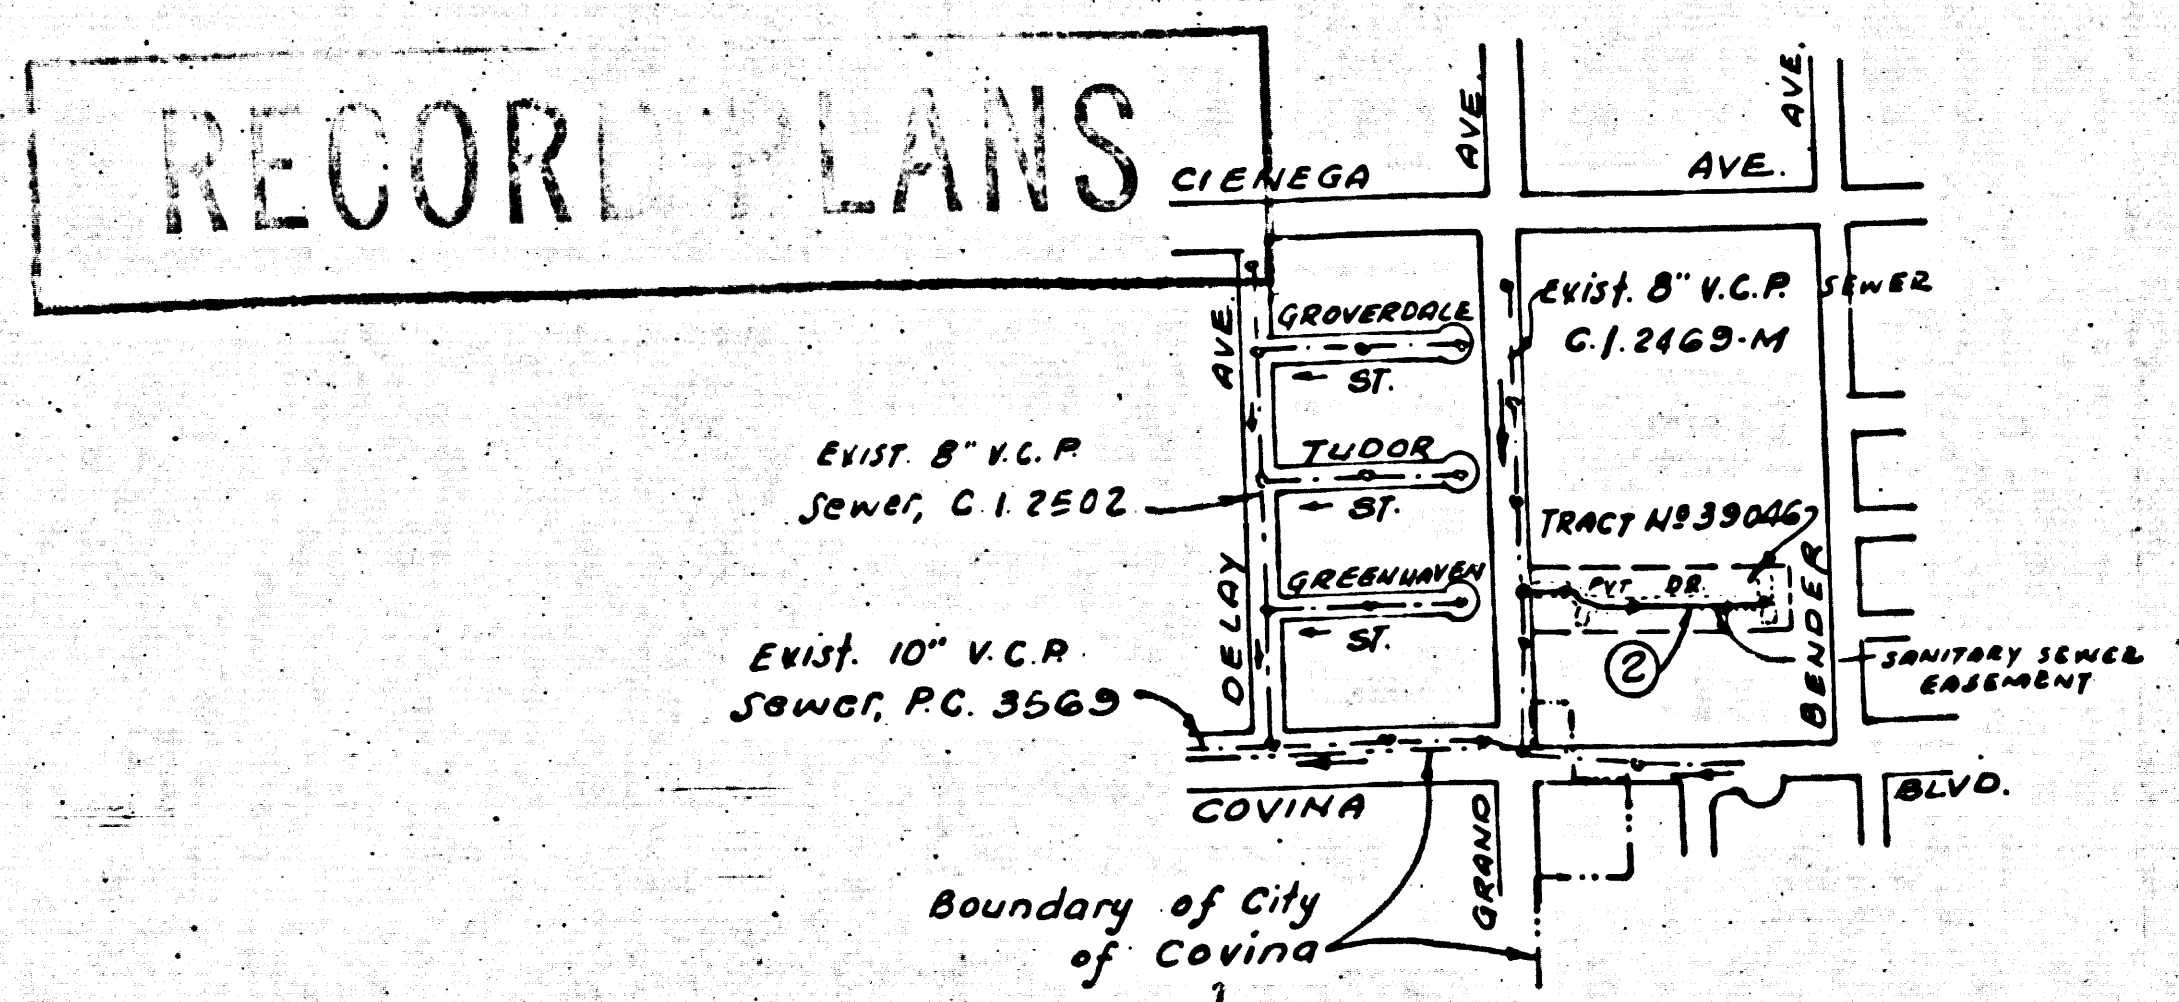 RECORD PLANS
CIENEGA AVE.
AVE.
AVE.
Exist. 8" V.C.P. SEWER
C.I. 2469-M
GROVERDALE
ST.
AVE.
EXIST. 8" V.C.P.
Sewer, C.I. 2502
TUDOR
ST.
TRACT Nº 39046
PVT DR.
GREENHAVEN
ST.
DELAY
BENDER
2
SANITARY SEWER
EASEMENT
Exist. 10" V.C.P.
Sewer, P.C. 3569
COVINA BLVD.
GRAND
Boundary of City
of Covina